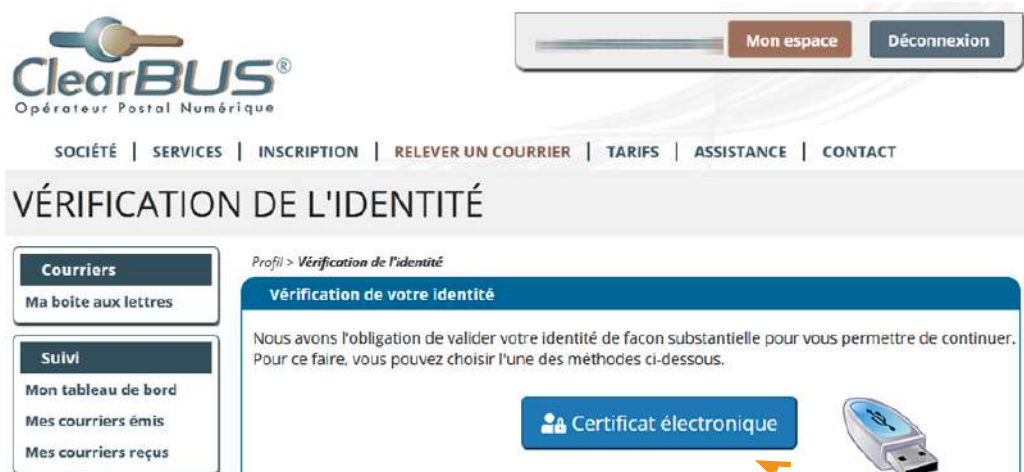 ClearBUS®
Opérateur Postal Numérique
Mon espace
Déconnexion
SOCIÉTÉ | SERVICES | INSCRIPTION | RELEVER UN COURRIER | TARIFS | ASSISTANCE | CONTACT
VÉRIFICATION DE L'IDENTITÉ
Courriers
Ma boite aux lettres
Suivi
Mon tableau de bord
Mes courriers émis
Mes courriers reçus
Profil > Vérification de l'identité
Vérification de votre identité
Nous avons l'obligation de valider votre identité de facon substantielle pour vous permettre de continuer.
Pour ce faire, vous pouvez choisir l'une des méthodes ci-dessous.
Certificat électronique